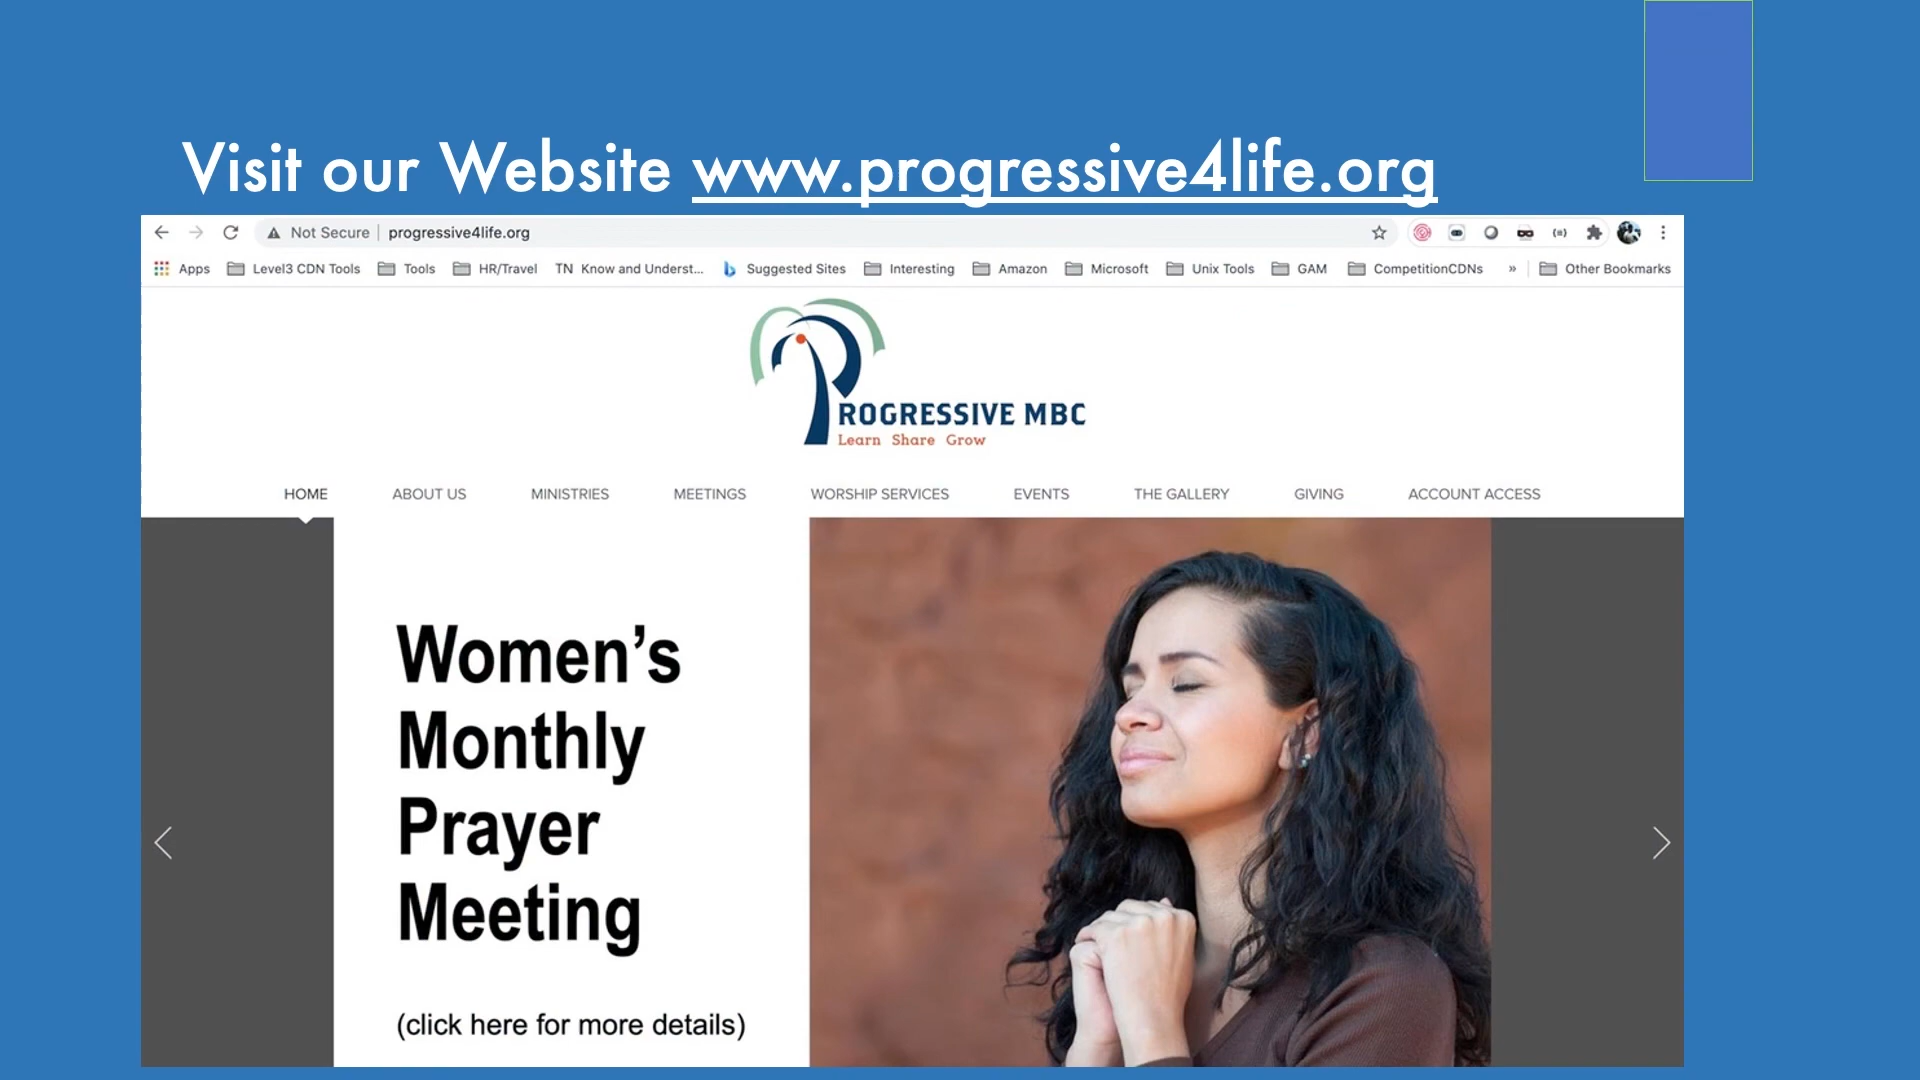 Visit our Website www.progressive4life.org
Not Secure | progressive4life.org
Apps Level3 CDN Tools Tools HR/Travel TN Know and Underst... Suggested Sites Interesting Amazon Microsoft Unix Tools GAM CompetitionCDNs » Other Bookmarks
PROGRESSIVE MBC
Learn Share Grow
HOME ABOUT US MINISTRIES MEETINGS WORSHIP SERVICES EVENTS THE GALLERY GIVING ACCOUNT ACCESS
Women’s
Monthly
Prayer
Meeting
(click here for more details)